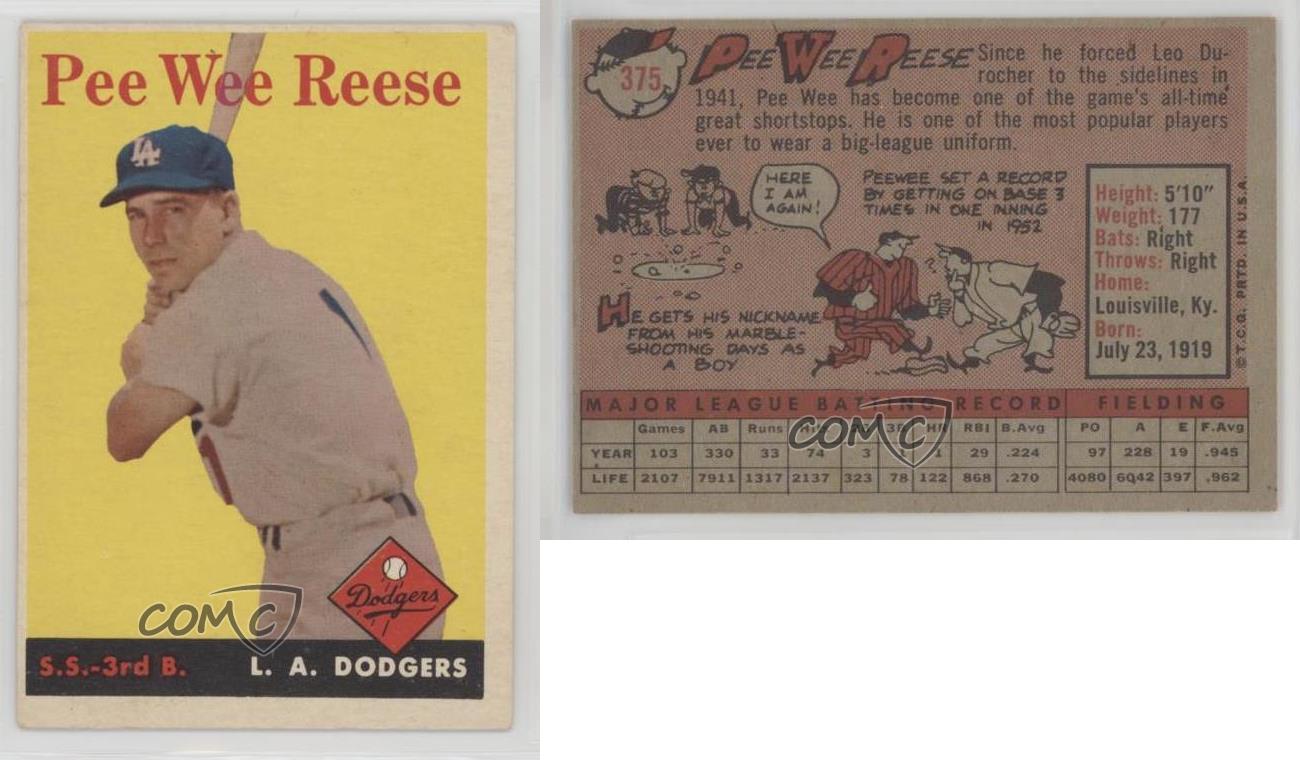 Pee Wee Reese
LA
Dodgers
COMC
S.S.-3rd B. L. A. DODGERS
375
PEE WEE REESE Since he forced Leo Du-
rocher to the sidelines in
1941, Pee Wee has become one of the game's all-time
great shortstops. He is one of the most popular players
ever to wear a big-league uniform.
HERE
I AM
AGAIN!
PEEWEE SET A RECORD
BY GETTING ON BASE 3
TIMES IN ONE INNING
IN 1952
HE GETS HIS NICKNAME
FROM HIS MARBLE-
SHOOTING DAYS AS
A BOY
Height: 5'10"
Weight: 177
Bats: Right
Throws: Right
Home:
Louisville, Ky.
Born:
July 23, 1919
©T.C.G. PRTD. IN U.S.A.
MAJOR LEAGUE BATTING RECORD FIELDING
Games AB Runs Hits 3B HR RBI B.Avg PO A E F.Avg
YEAR 103 330 33 74 3 1 1 29 .224 97 228 19 .945
LIFE 2107 7911 1317 2137 323 78 122 868 .270 4080 6042 397 .962
COMC